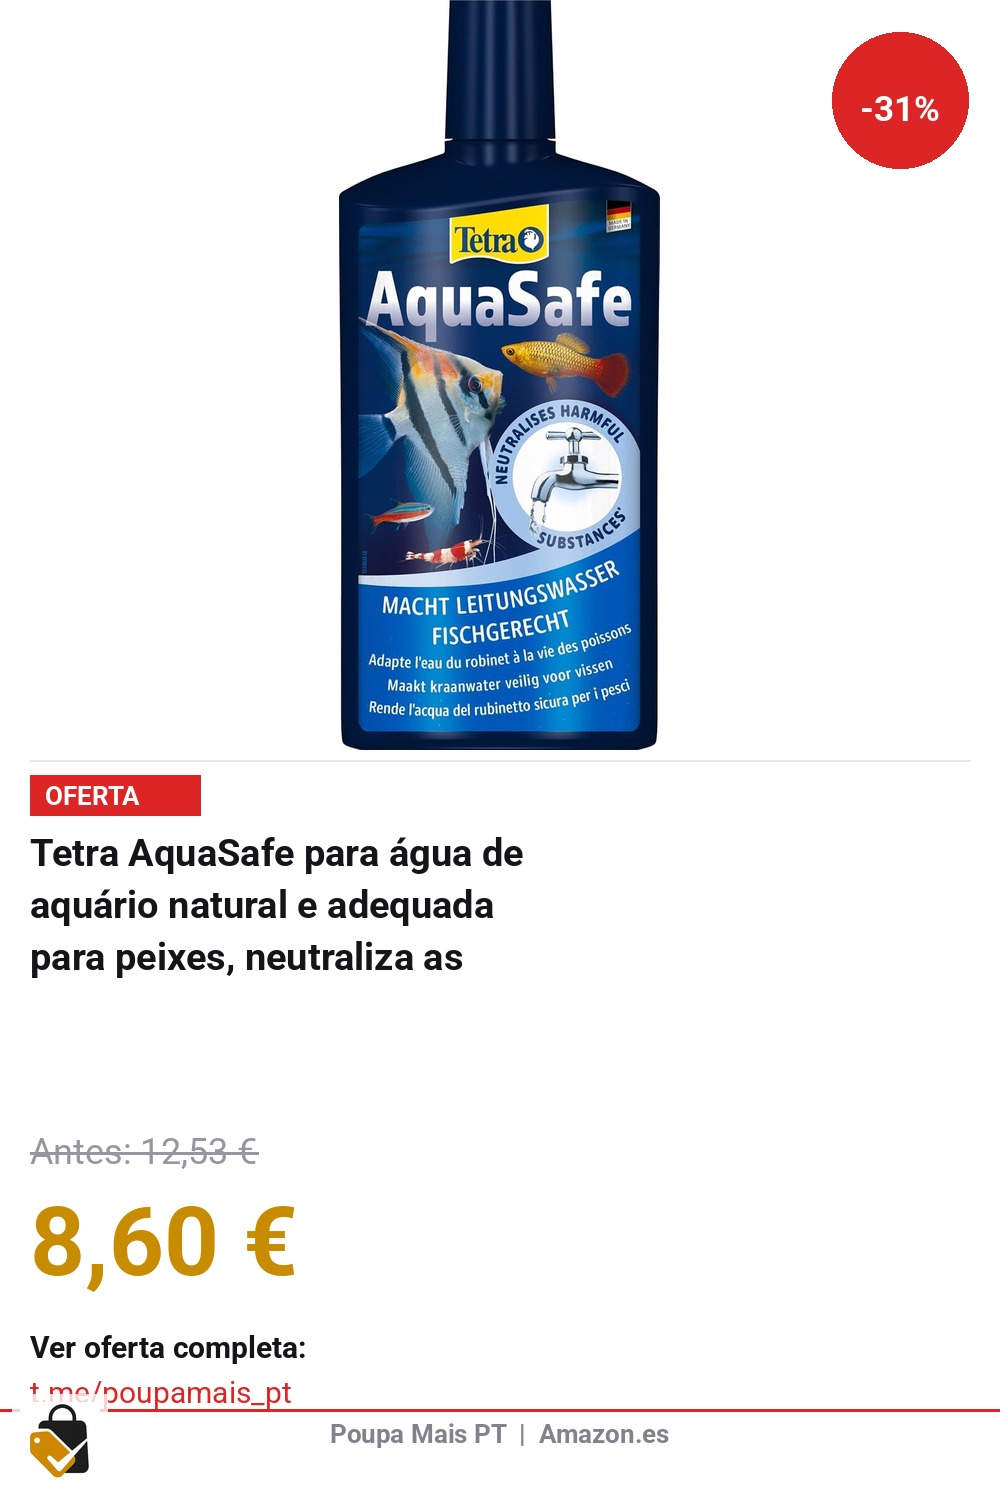 -31%
Tetra
MADE IN
GERMANY
AquaSafe
NEUTRALISES HARMFUL
SUBSTANCES*
MACHT LEITUNGSWASSER
FISCHGERECHT
Adapte l'eau du robinet à la vie des poissons
Maakt kraanwater veilig voor vissen
Rende l'acqua del rubinetto sicura per i pesci
OFERTA
Tetra AquaSafe para água de
aquário natural e adequada
para peixes, neutraliza as
Antes: 12,53 €
8,60 €
Ver oferta completa:
t.me/poupamais_pt
Poupa Mais PT | Amazon.es